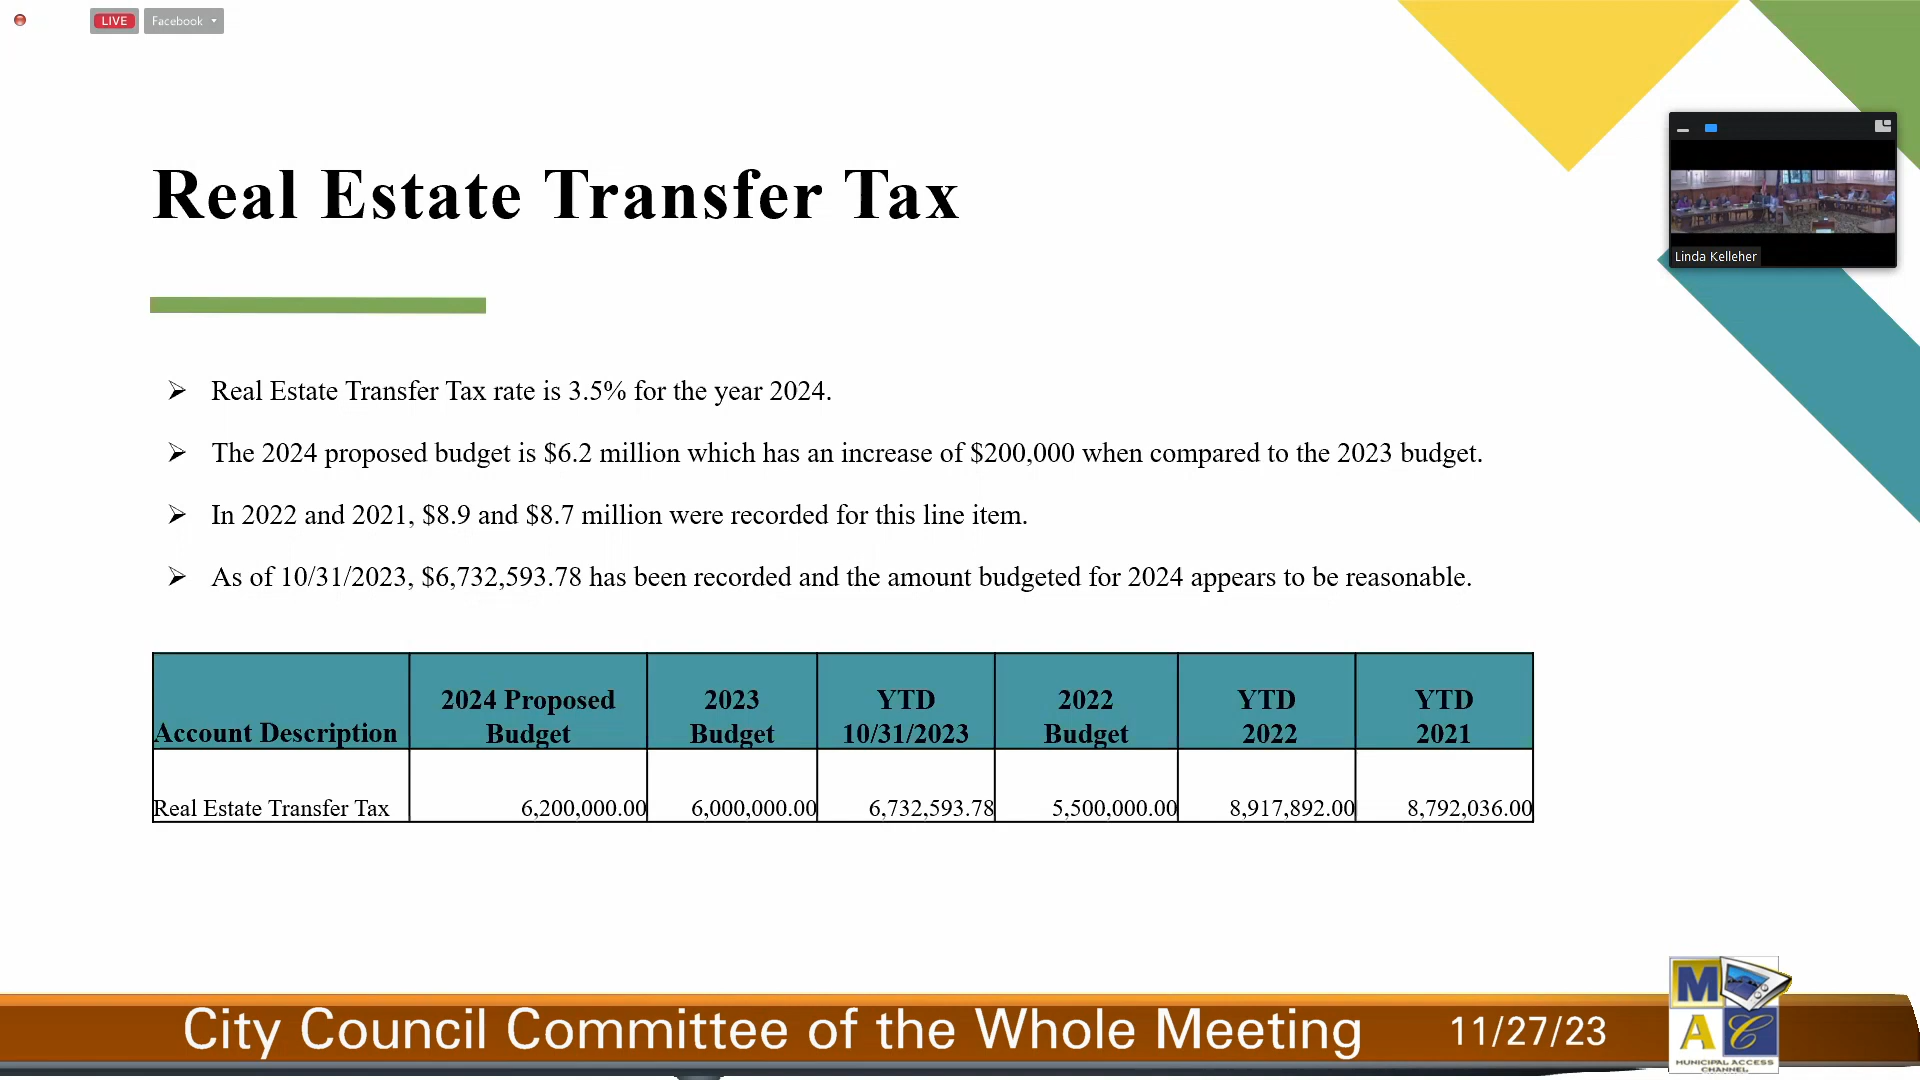 LIVE
Facebook
Real Estate Transfer Tax
Linda Kelleher
Real Estate Transfer Tax rate is 3.5% for the year 2024.
The 2024 proposed budget is $6.2 million which has an increase of $200,000 when compared to the 2023 budget.
In 2022 and 2021, $8.9 and $8.7 million were recorded for this line item.
As of 10/31/2023, $6,732,593.78 has been recorded and the amount budgeted for 2024 appears to be reasonable.
Account Description
2024 Proposed
Budget
2023
Budget
YTD
10/31/2023
2022
Budget
YTD
2022
YTD
2021
Real Estate Transfer Tax 6,200,000.00 6,000,000.00 6,732,593.78 5,500,000.00 8,917,892.00 8,792,036.00
City Council Committee of the Whole Meeting 11/27/23
M
A C
MUNICIPAL ACCESS
CHANNEL